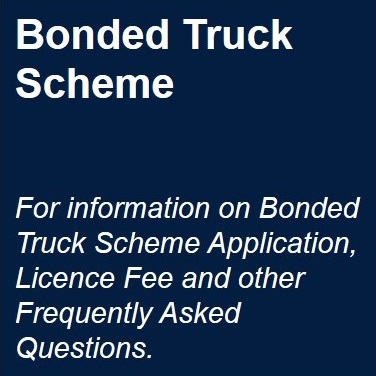 Bonded Truck
Scheme
For information on Bonded
Truck Scheme Application,
Licence Fee and other
Frequently Asked
Questions.